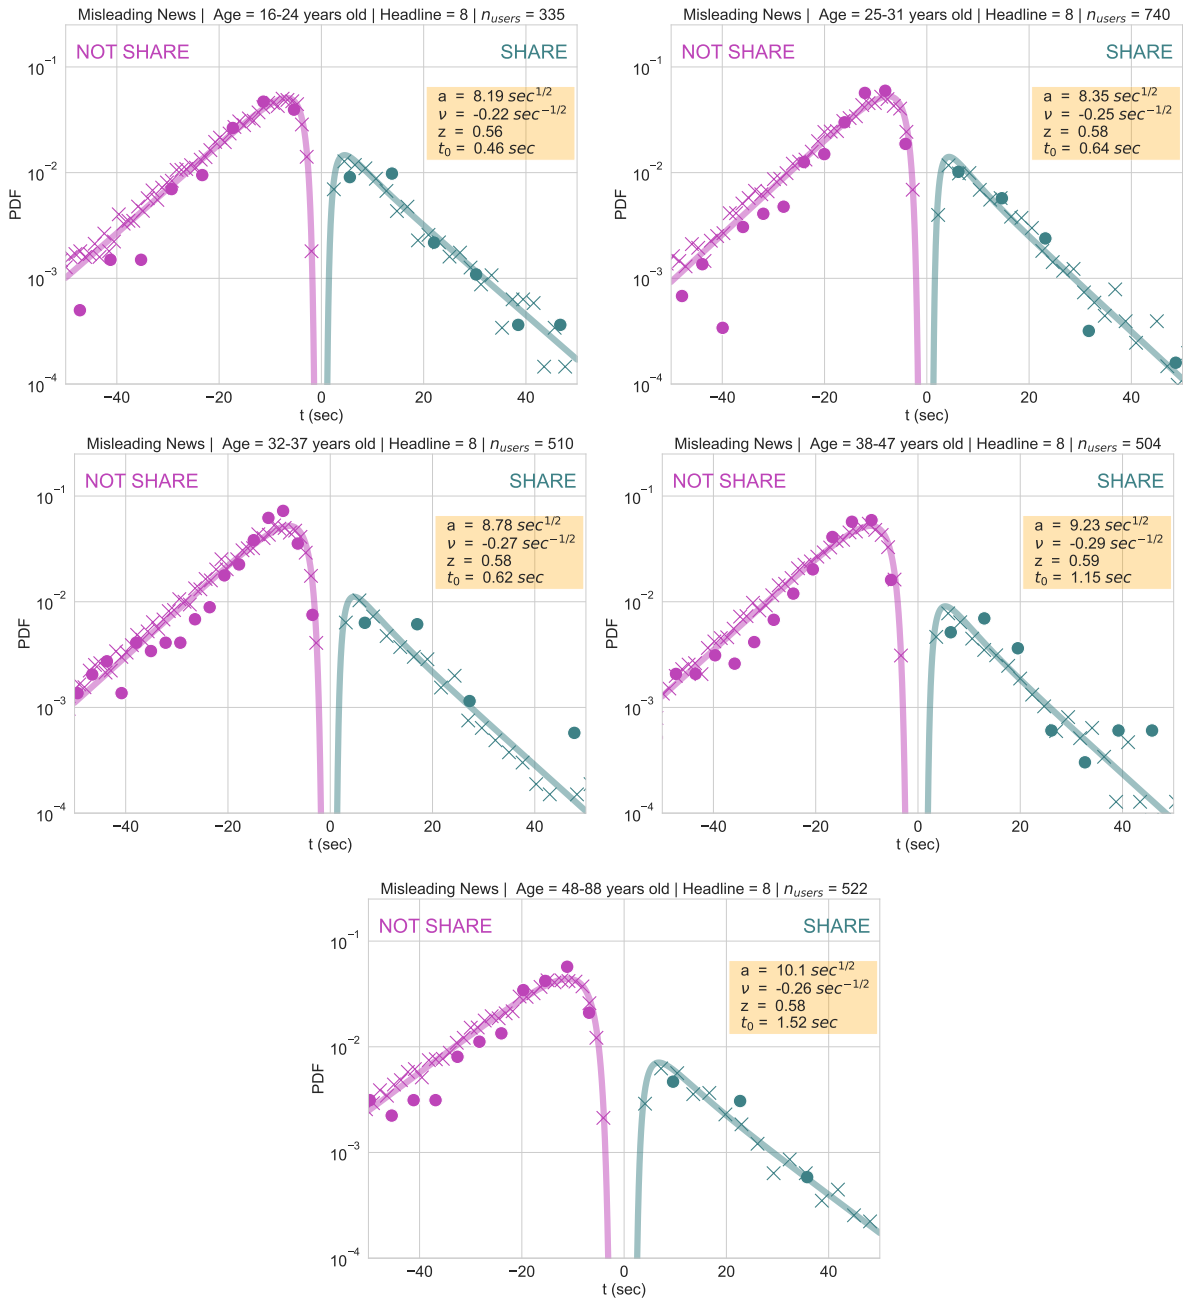 Misleading News | Age = 16-24 years old | Headline = 8 | n_users = 335
NOT SHARE
SHARE
a = 8.19 sec^1/2
ν = -0.22 sec^−1/2
z = 0.56
t_0 = 0.46 sec
PDF
10^−1
10^−2
10^−3
10^−4
−40
−20
0
20
40
t (sec)
Misleading News | Age = 25-31 years old | Headline = 8 | n_users = 740
NOT SHARE
SHARE
a = 8.35 sec^1/2
ν = -0.25 sec^−1/2
z = 0.58
t_0 = 0.64 sec
PDF
10^−1
10^−2
10^−3
10^−4
−40
−20
0
20
40
t (sec)
Misleading News | Age = 32-37 years old | Headline = 8 | n_users = 510
NOT SHARE
SHARE
a = 8.78 sec^1/2
ν = -0.27 sec^−1/2
z = 0.58
t_0 = 0.62 sec
PDF
10^−1
10^−2
10^−3
10^−4
−40
−20
0
20
40
t (sec)
Misleading News | Age = 38-47 years old | Headline = 8 | n_users = 504
NOT SHARE
SHARE
a = 9.23 sec^1/2
ν = -0.29 sec^−1/2
z = 0.59
t_0 = 1.15 sec
PDF
10^−1
10^−2
10^−3
10^−4
−40
−20
0
20
40
t (sec)
Misleading News | Age = 48-88 years old | Headline = 8 | n_users = 522
NOT SHARE
SHARE
a = 10.1 sec^1/2
ν = -0.26 sec^−1/2
z = 0.58
t_0 = 1.52 sec
PDF
10^−1
10^−2
10^−3
10^−4
−40
−20
0
20
40
t (sec)